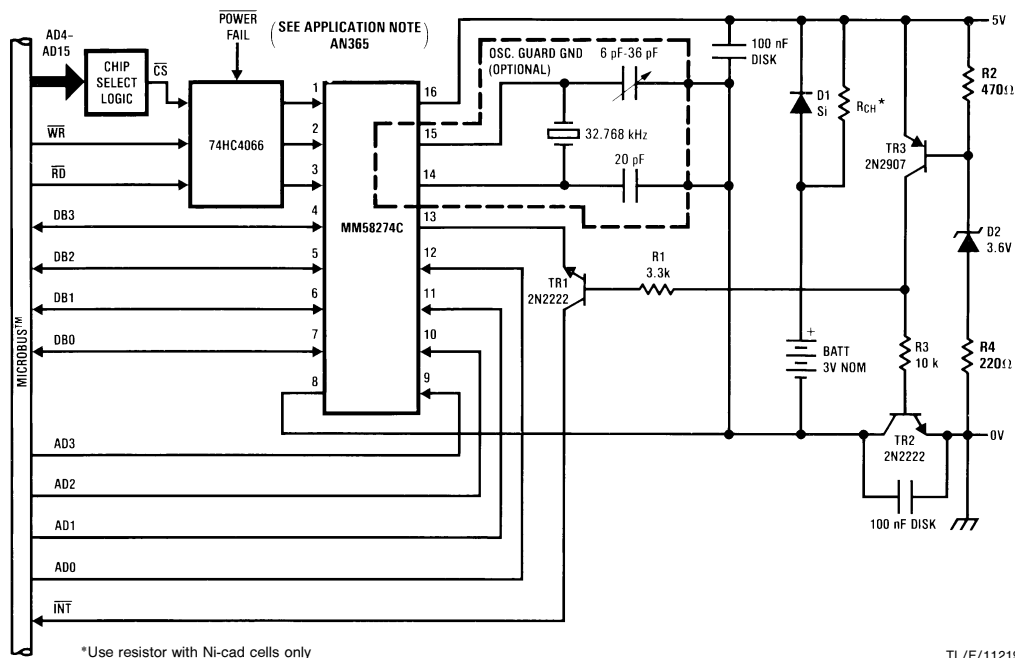 AD4–
AD15
CHIP
SELECT
LOGIC
CS
POWER
FAIL
(SEE APPLICATION NOTE
AN365)
74HC4066
WR
RD
DB3
DB2
DB1
DB0
MICROBUS™
AD3
AD2
AD1
AD0
INT
1
2
3
4
5
6
7
8
MM58274C
16
15
14
13
12
11
10
9
OSC. GUARD GND
(OPTIONAL)
6 pF-36 pF
32.768 kHz
20 pF
100 nF
DISK
D1
Si
RCH*
5V
R2
470Ω
TR3
2N2907
D2
3.6V
TR1
2N2222
R1
3.3k
+
BATT
3V NOM
R3
10 k
R4
220Ω
TR2
2N2222
0V
100 nF DISK
*Use resistor with Ni-cad cells only
TL/F/11219